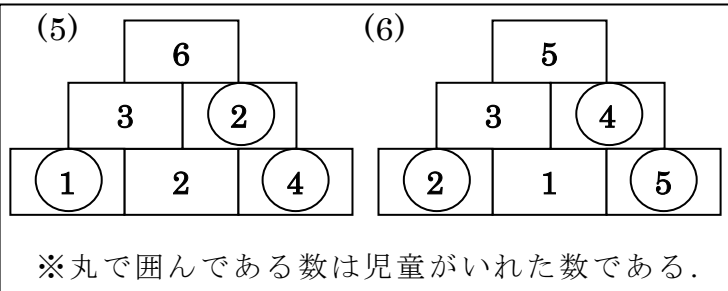 (5) (6)
6 5
3 ② 3 ④
① 2 ④ ② 1 ⑤
※丸で囲んである数は児童がいれた数である.